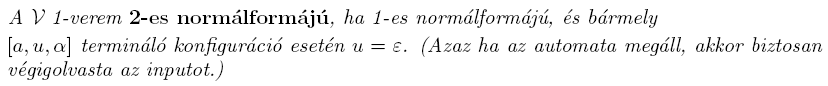 A 𝒱 1-verem 2-es normálformájú, ha 1-es normálformájú, és bármely
[a, u, α] termináló konfiguráció esetén u = ε. (Azaz ha az automata megáll, akkor biztosan
végigolvasta az inputot.)